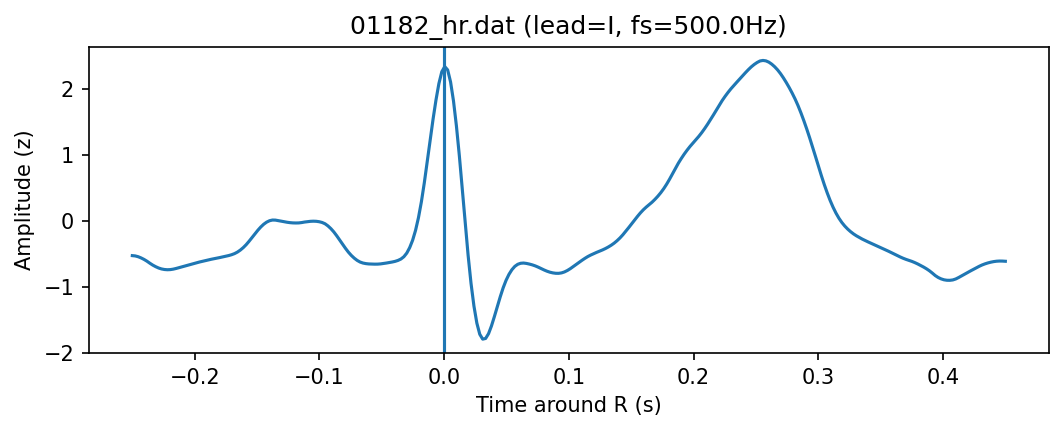 01182_hr.dat (lead=I, fs=500.0Hz)
Amplitude (z)
2
1
0
−1
−2
−0.2 −0.1 0.0 0.1 0.2 0.3 0.4
Time around R (s)